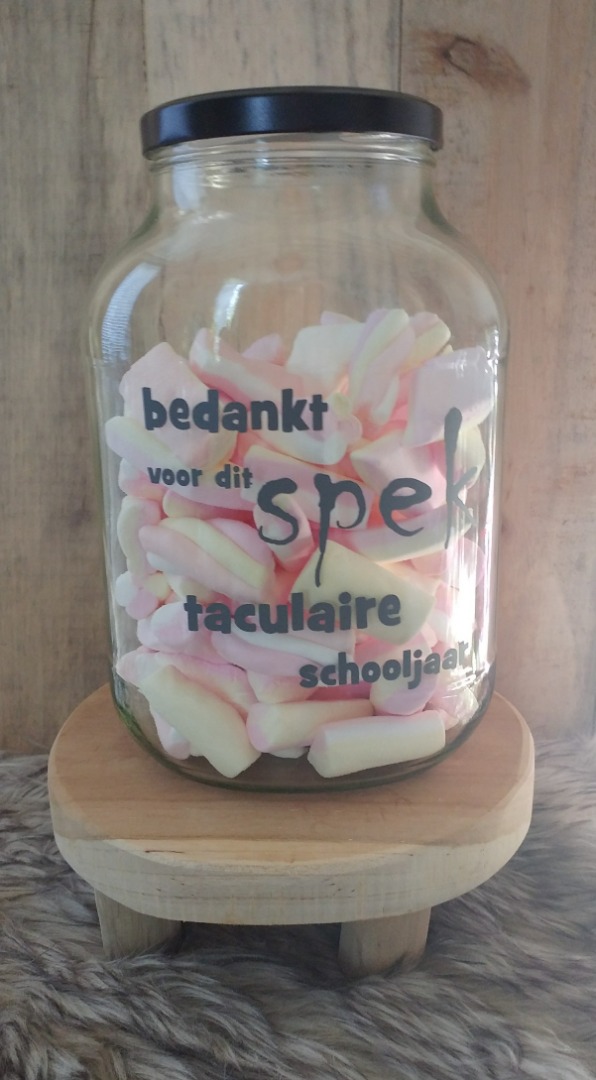 bedankt
voor dit spek
taculaire
schooljaar!